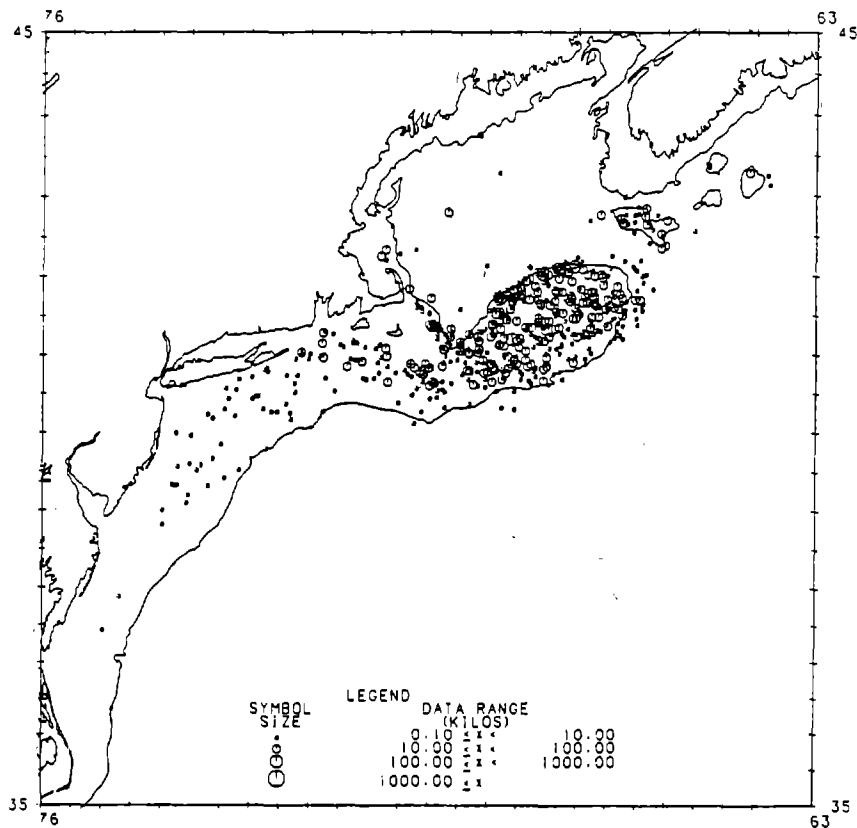 76 63
45 45
LEGEND
SYMBOL DATA RANGE
SIZE (KILOS)
0.10 ≤ x < 10.00
10.00 ≤ x < 100.00
100.00 ≤ x < 1000.00
1000.00 ≤ x
35 35
76 63